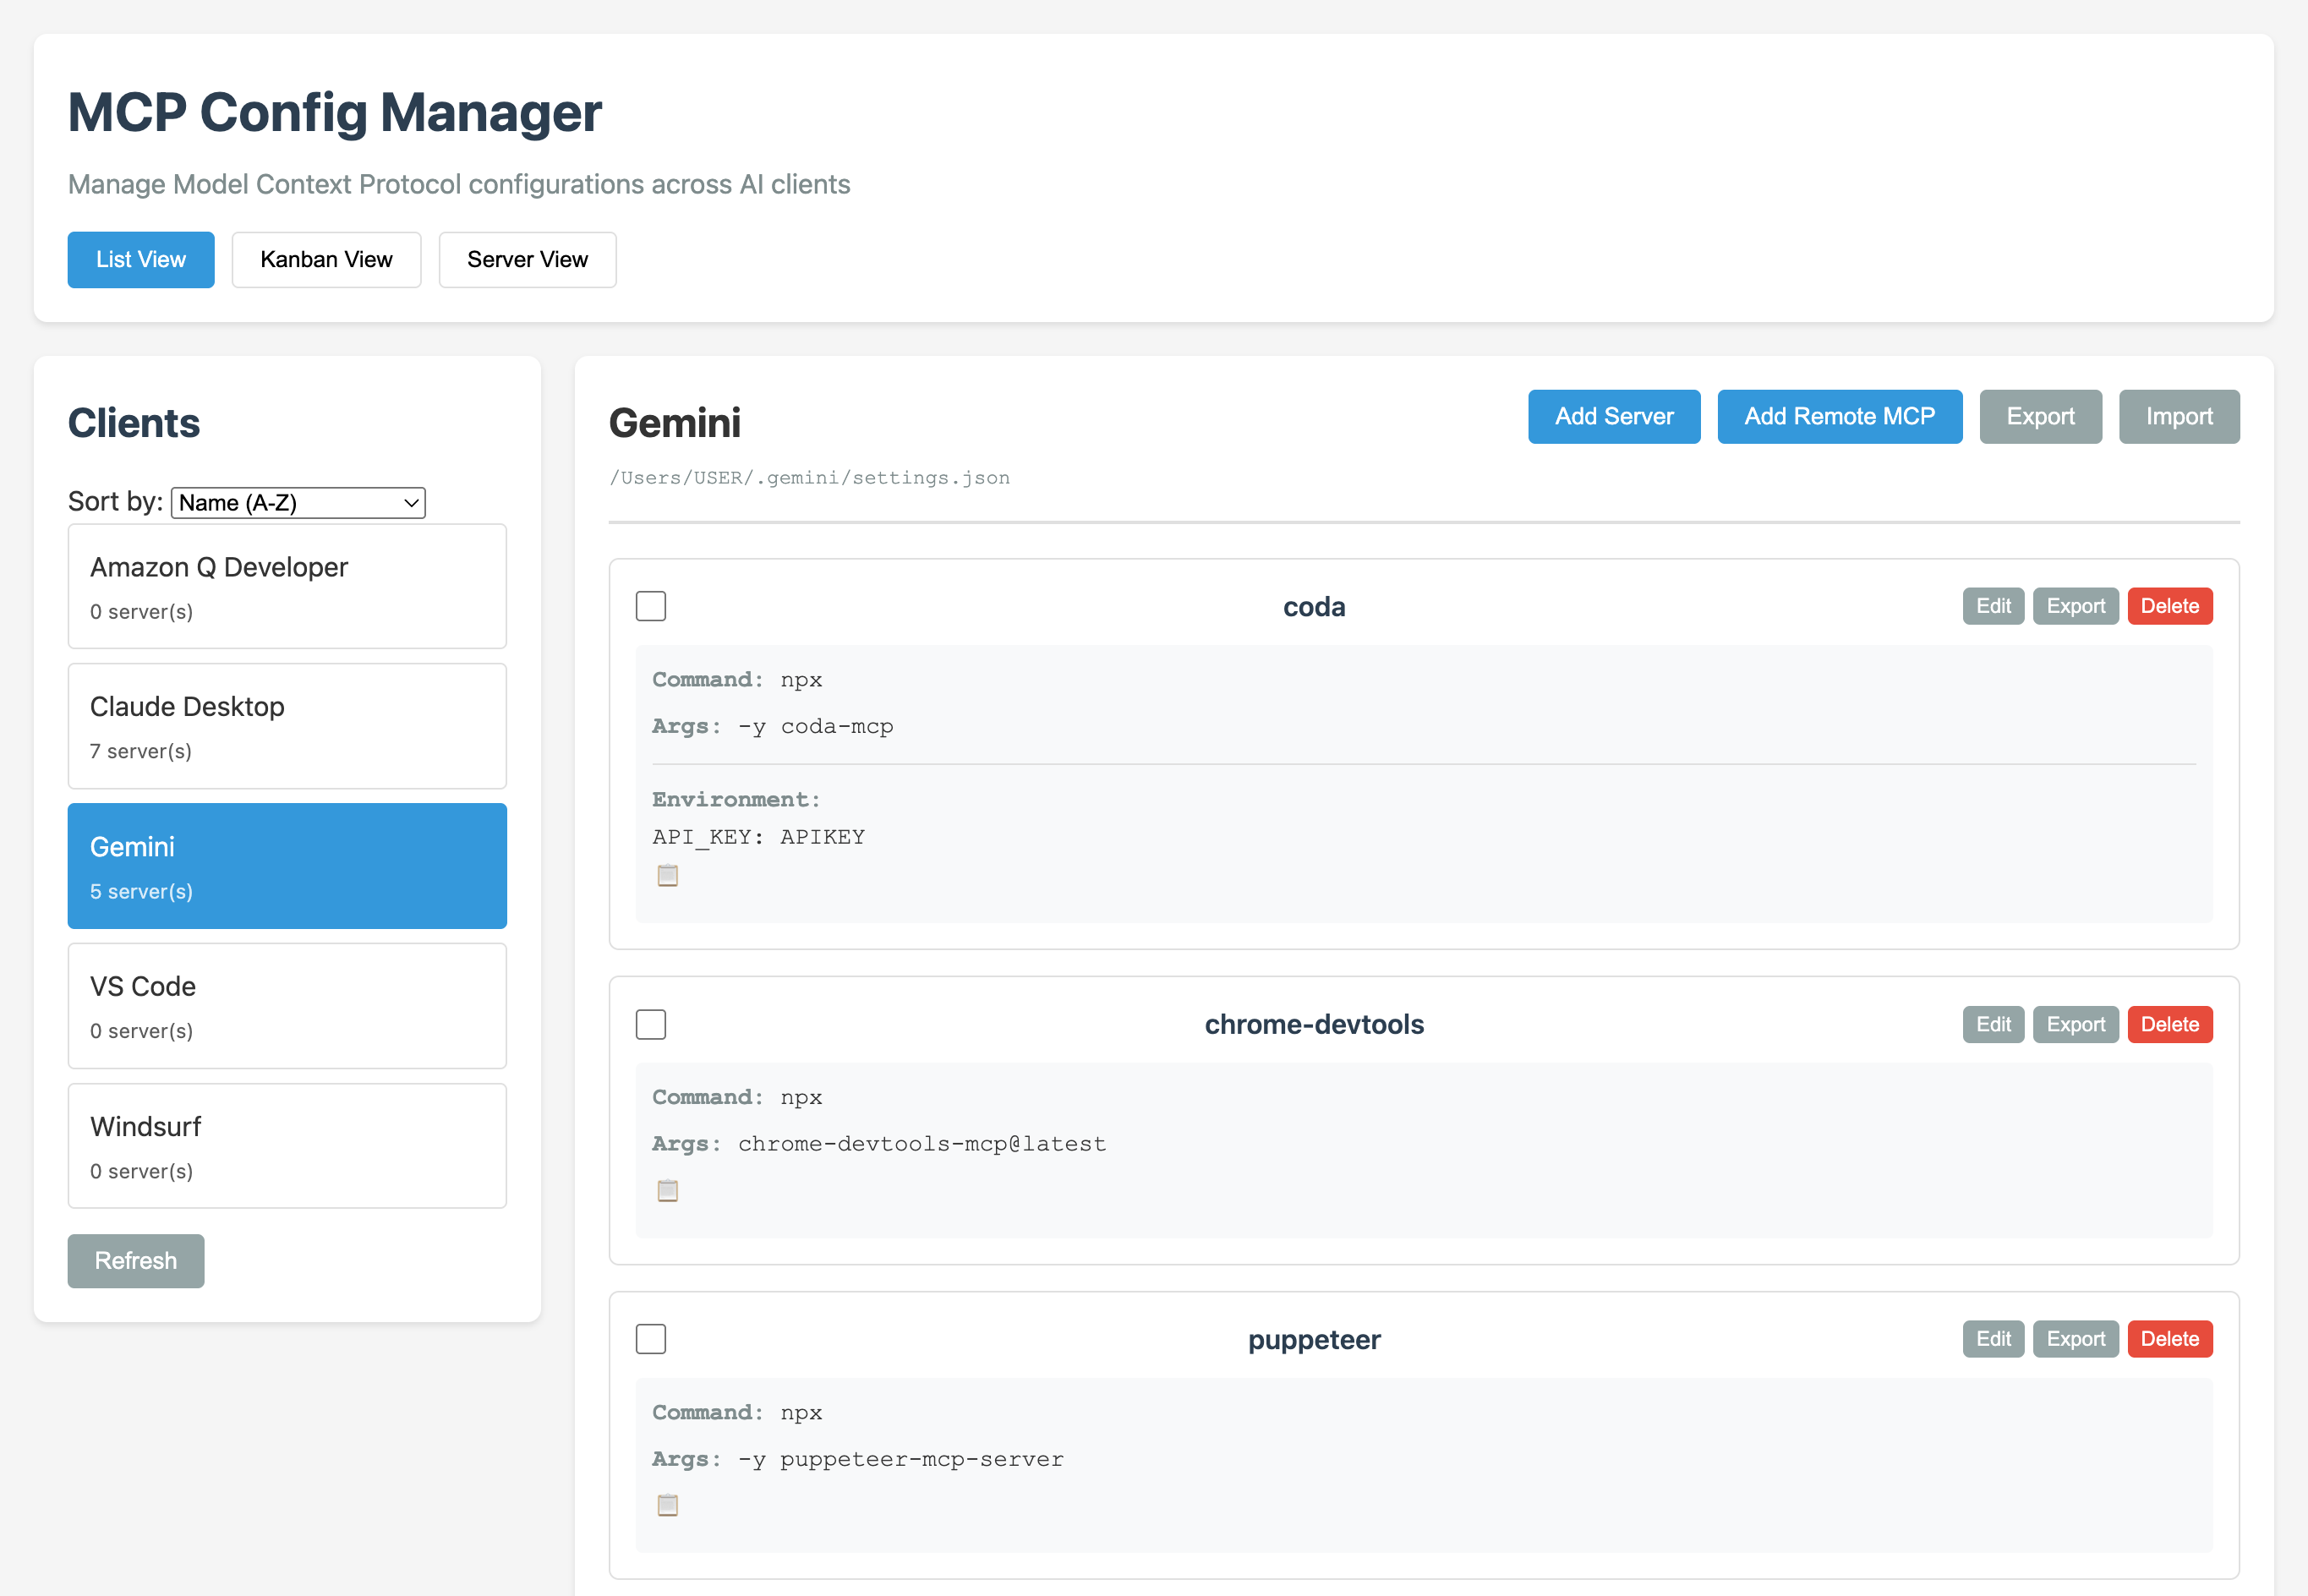 MCP Config Manager
Manage Model Context Protocol configurations across AI clients
List View
Kanban View
Server View
Clients
Sort by: Name (A-Z)
Amazon Q Developer
0 server(s)
Claude Desktop
7 server(s)
Gemini
5 server(s)
VS Code
0 server(s)
Windsurf
0 server(s)
Refresh
Gemini
Add Server
Add Remote MCP
Export
Import
/Users/USER/.gemini/settings.json
coda
Edit
Export
Delete
Command: npx
Args: -y coda-mcp
Environment:
API_KEY: APIKEY
chrome-devtools
Edit
Export
Delete
Command: npx
Args: chrome-devtools-mcp@latest
puppeteer
Edit
Export
Delete
Command: npx
Args: -y puppeteer-mcp-server